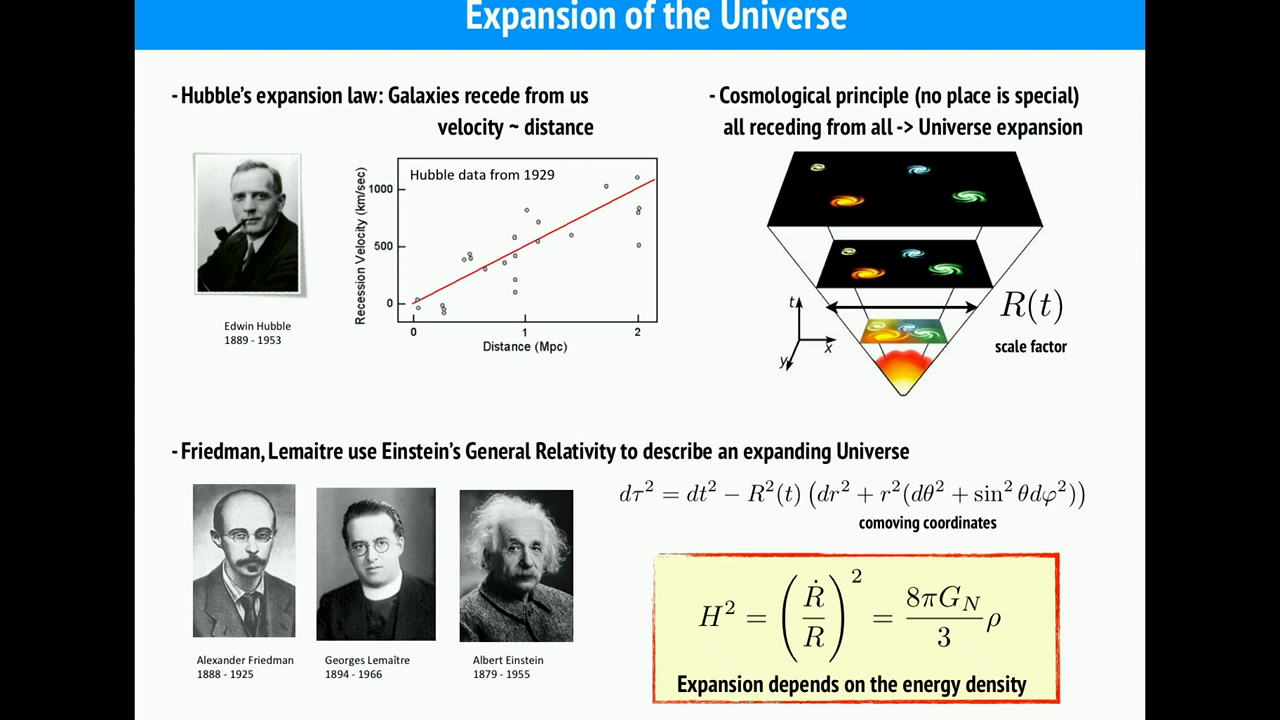 Expansion of the Universe
- Hubble's expansion law: Galaxies recede from us
velocity ~ distance
Edwin Hubble
1889 - 1953
Recession Velocity (km/sec)
Hubble data from 1929
1000
500
0
0 1 2
Distance (Mpc)
- Cosmological principle (no place is special)
all receding from all -> Universe expansion
t
x
y
R(t)
scale factor
- Friedman, Lemaitre use Einstein's General Relativity to describe an expanding Universe
Alexander Friedman
1888 - 1925
Georges Lemaître
1894 - 1966
Albert Einstein
1879 - 1955
dτ² = dt² − R²(t) (dr² + r²(dθ² + sin² θdφ²))
comoving coordinates
H² = (Ṙ/R)² = 8πG_N/3 ρ
Expansion depends on the energy density